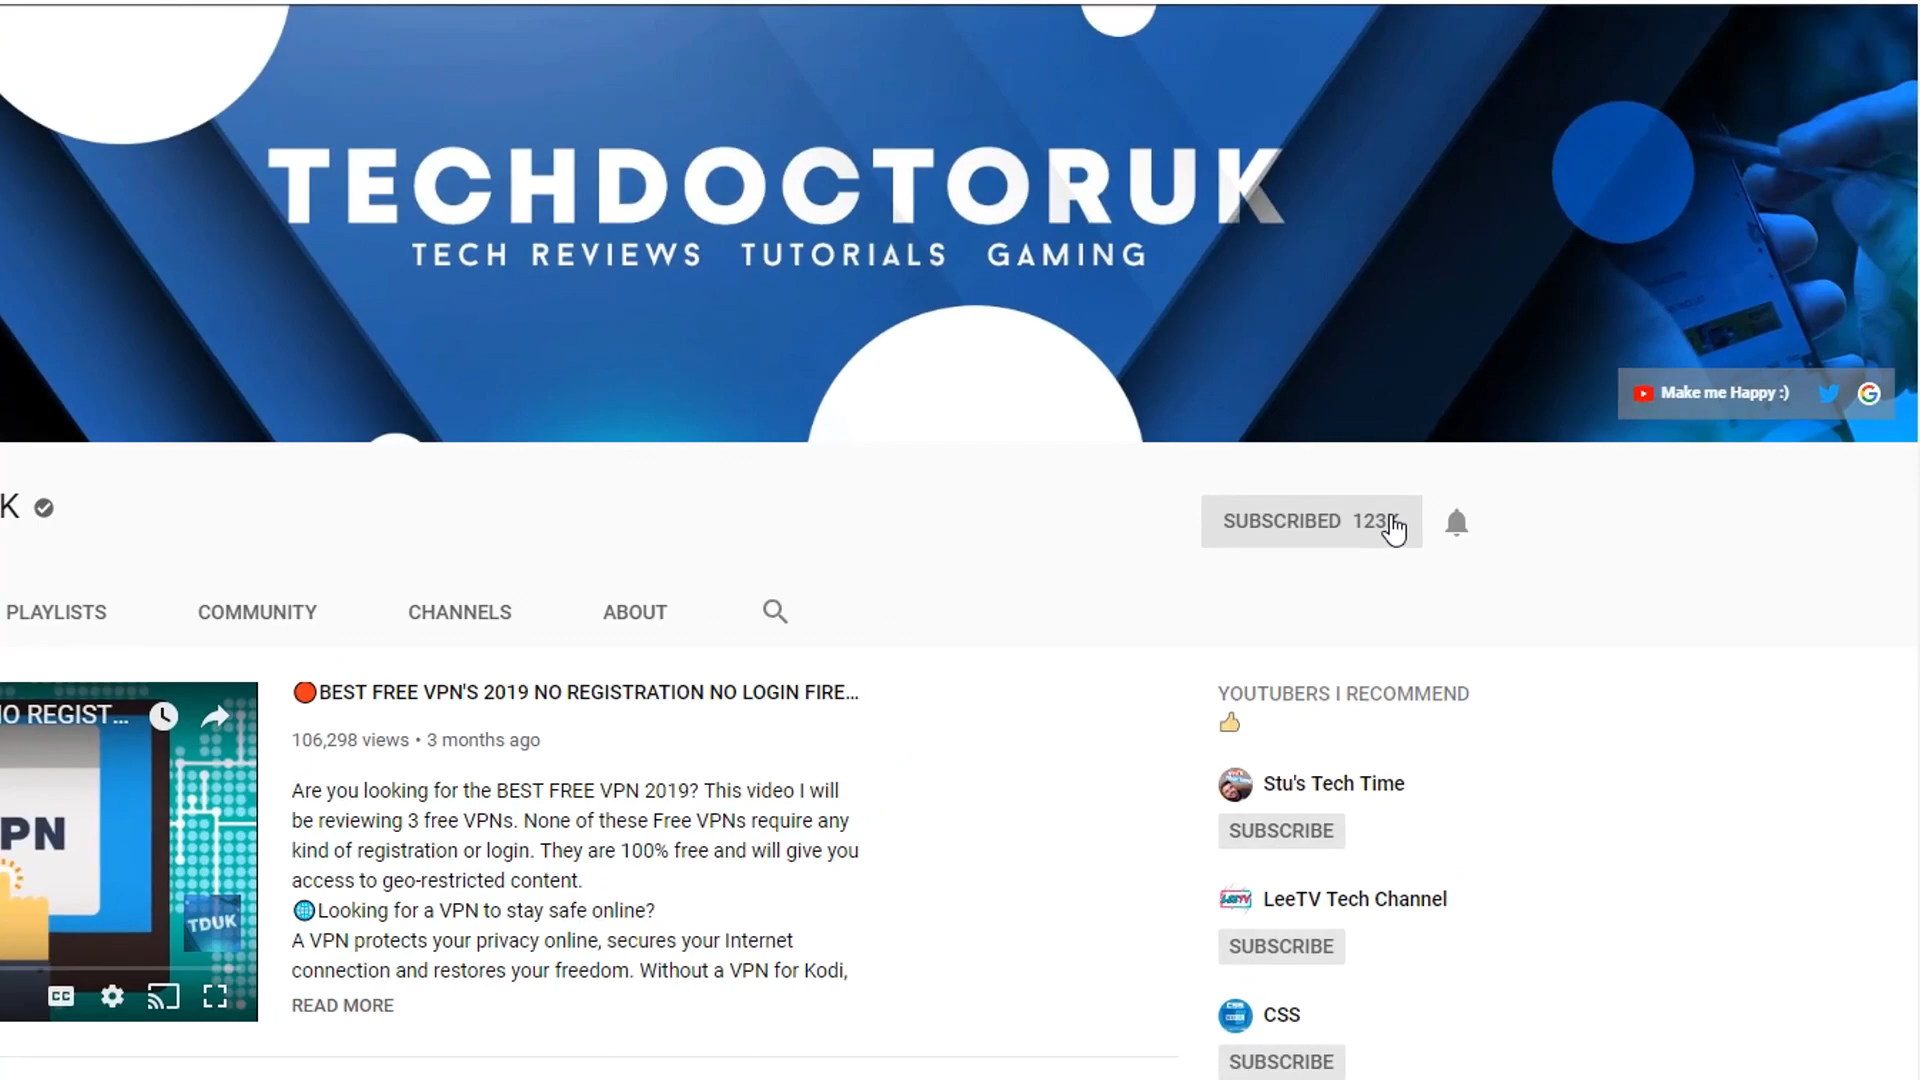 TECHDOCTORUK
TECH REVIEWS TUTORIALS GAMING
Make me Happy :)
K
SUBSCRIBED 123K
PLAYLISTS COMMUNITY CHANNELS ABOUT
NO REGIST...
PN
TDUK
CC
🔴BEST FREE VPN'S 2019 NO REGISTRATION NO LOGIN FIRE...
106,298 views • 3 months ago
Are you looking for the BEST FREE VPN 2019? This video I will
be reviewing 3 free VPNs. None of these Free VPNs require any
kind of registration or login. They are 100% free and will give you
access to geo-restricted content.
🌐Looking for a VPN to stay safe online?
A VPN protects your privacy online, secures your Internet
connection and restores your freedom. Without a VPN for Kodi,
READ MORE
YOUTUBERS I RECOMMEND
👍
Stu's Tech Time
SUBSCRIBE
LEETV
LeeTV Tech Channel
SUBSCRIBE
CSS
CSS
SUBSCRIBE